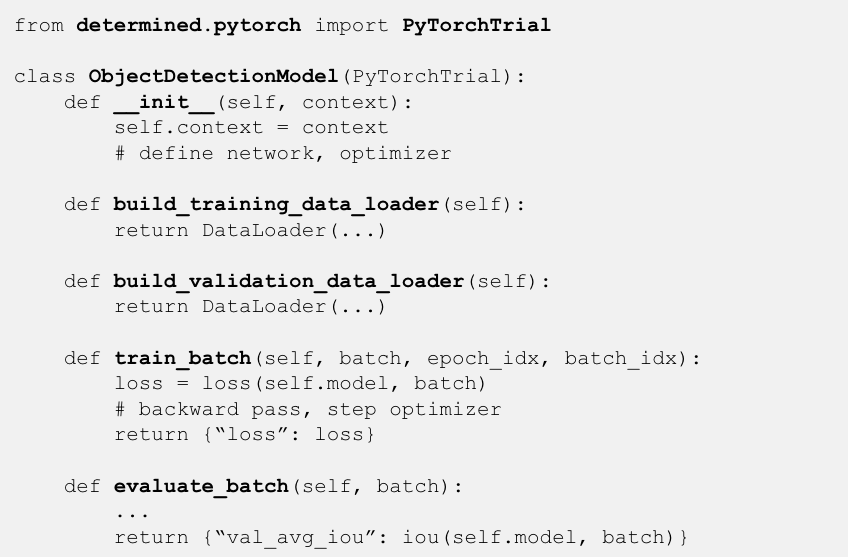 from determined.pytorch import PyTorchTrial
class ObjectDetectionModel(PyTorchTrial):
    def __init__(self, context):
        self.context = context
        # define network, optimizer
    def build_training_data_loader(self):
        return DataLoader(...)
    def build_validation_data_loader(self):
        return DataLoader(...)
    def train_batch(self, batch, epoch_idx, batch_idx):
        loss = loss(self.model, batch)
        # backward pass, step optimizer
        return {“loss”: loss}
    def evaluate_batch(self, batch):
        ...
        return {“val_avg_iou”: iou(self.model, batch)}